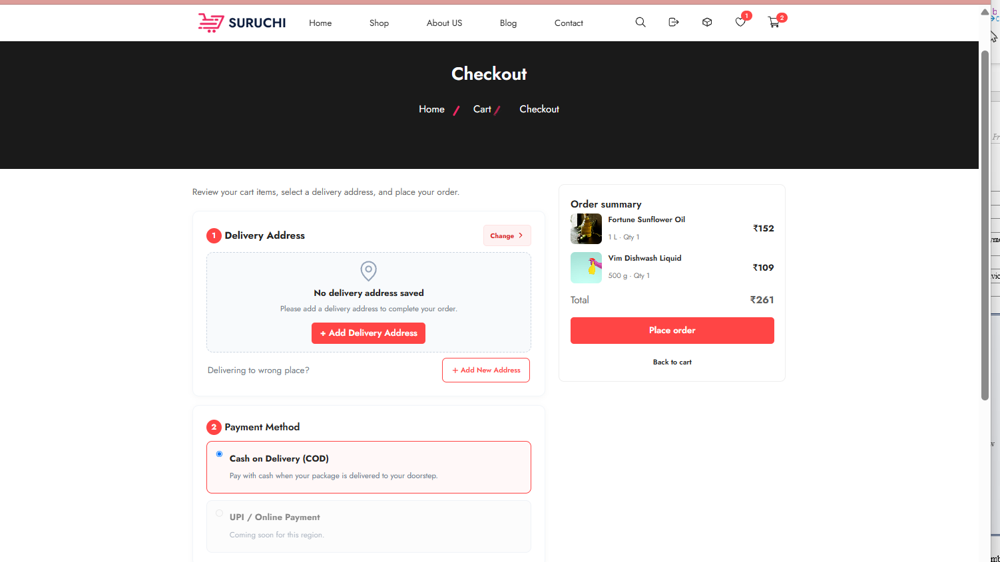 SURUCHI
Home
Shop
About US
Blog
Contact
1
2
Checkout
Home
Cart
Checkout
Review your cart items, select a delivery address, and place your order.
1 Delivery Address
Change >
No delivery address saved
Please add a delivery address to complete your order.
+ Add Delivery Address
Delivering to wrong place?
+ Add New Address
2 Payment Method
Cash on Delivery (COD)
Pay with cash when your package is delivered to your doorstep.
UPI / Online Payment
Coming soon for this region.
Order summary
Fortune Sunflower Oil
1 L · Qty 1
₹152
Vim Dishwash Liquid
500 g · Qty 1
₹109
Total
₹261
Place order
Back to cart